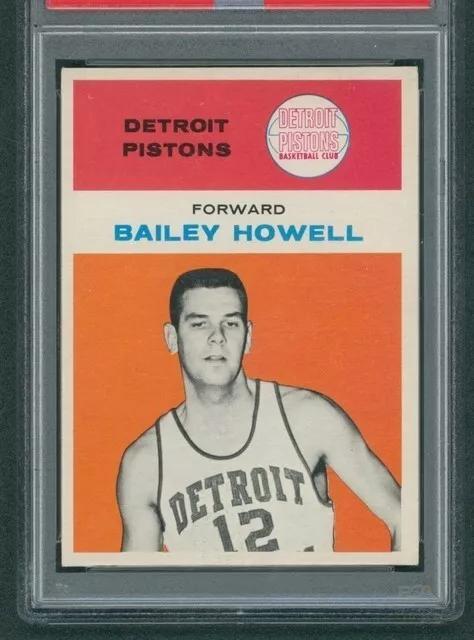 DETROIT
PISTONS
DETROIT
PISTONS
BASKETBALL CLUB
FORWARD
BAILEY HOWELL
DETROIT
12